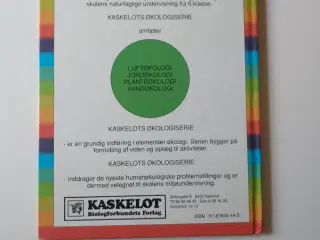 skolens naturfaglige undervisning fra 6.klasse.
KASKELOTS ØKOLOGISERIE
omfatter
LUFTØKOLOGI
JORDØKOLOGI
PLANTEØKOLOGI
VANDØKOLOGI
KASKELOTS ØKOLOGISERIE
- er en grundig indføring i elementær økologi. Serien bygger på
formidling af viden og oplæg til aktiviteter.
KASKELOTS ØKOLOGISERIE
- inddrager de nyeste humanøkologiske problemstillinger og er
dermed velegnet til skolens miljøundervisning.
KASKELOT
Biologforbundets Forlag
ISBN